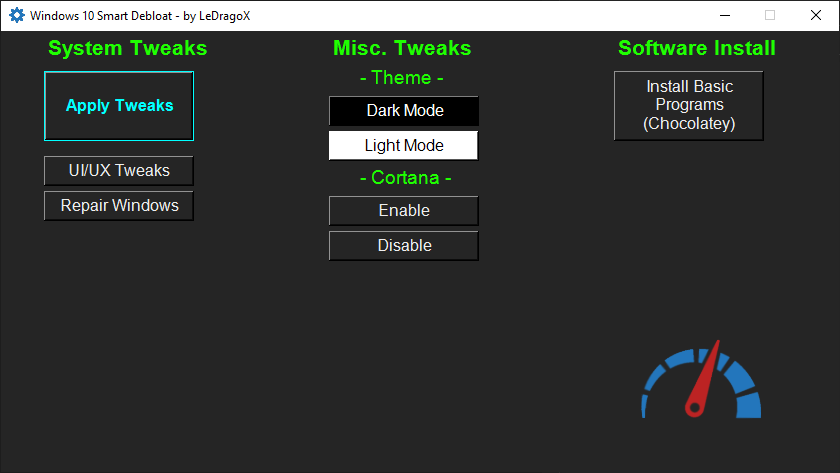 Windows 10 Smart Debloat - by LeDragoX
System Tweaks
Apply Tweaks
UI/UX Tweaks
Repair Windows
Misc. Tweaks
- Theme -
Dark Mode
Light Mode
- Cortana -
Enable
Disable
Software Install
Install Basic
Programs
(Chocolatey)